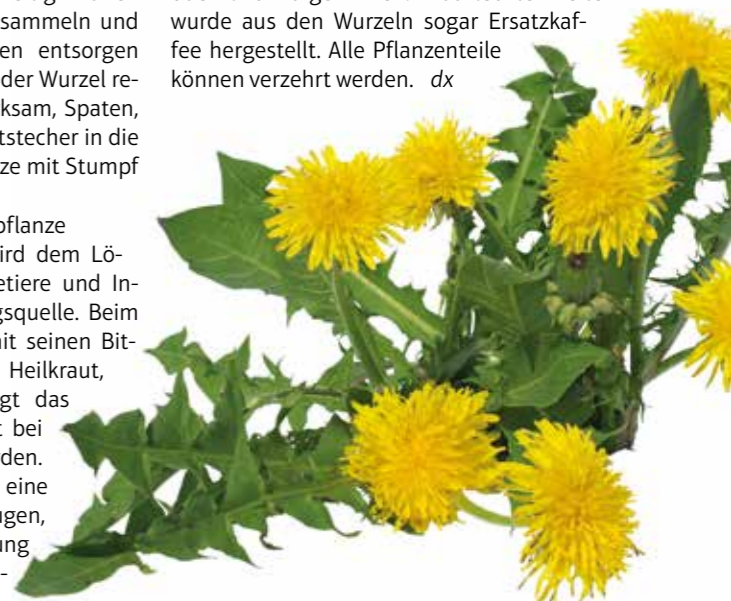 sammeln und
en entsorgen
der Wurzel re-
ksam, Spaten,
tstecher in die
ze mit Stumpf
pflanze
ird dem Lö-
etiere und In-
gsquelle. Beim
it seinen Bit-
Heilkraut,
gt das
t bei
rden.
eine
ugen,
ung
wurde aus den Wurzeln sogar Ersatzkaf-
fee hergestellt. Alle Pflanzenteile
können verzehrt werden. dx